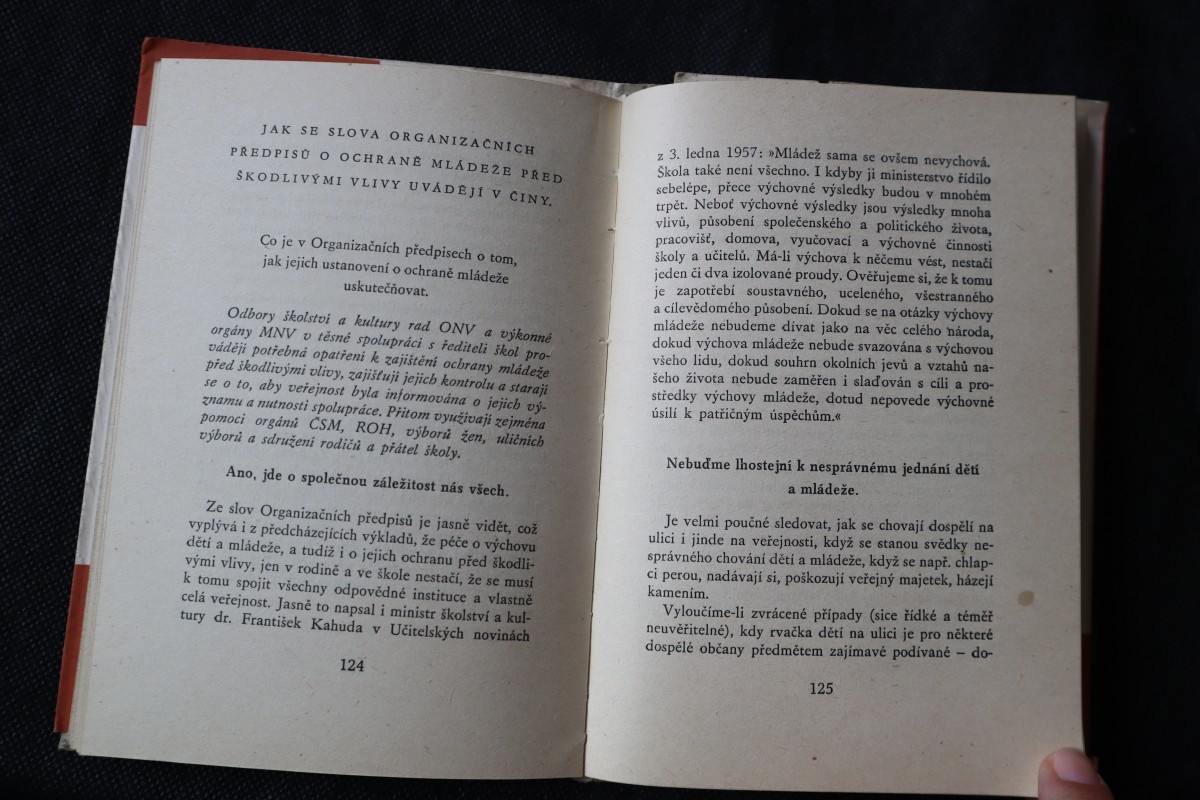 JAK SE SLOVA ORGANIZAČNÍCH
PŘEDPISŮ O OCHRANĚ MLÁDEŽE PŘED
ŠKODLIVÝMI VLIVY UVÁDĚJÍ V ČINY.
Co je v Organizačních předpisech o tom,
jak jejich ustanovení o ochraně mládeže
uskutečňovat.
Odbory školství a kultury rad ONV a výkonné
orgány MNV v těsné spolupráci s řediteli škol pro-
vádějí potřebná opatření k zajištění ochrany mládeže
před škodlivými vlivy, zajišťují jejich kontrolu a starají
se o to, aby veřejnost byla informována o jejich vý-
znamu a nutnosti spolupráce. Přitom využívají zejména
pomoci orgánů ČSM, ROH, výborů žen, uličních
výborů a sdružení rodičů a přátel školy.
Ano, jde o společnou záležitost nás všech.
Ze slov Organizačních předpisů je jasně vidět, což
vyplývá i z předcházejících výkladů, že péče o výchovu
dětí a mládeže, a tudíž i o jejich ochranu před škodli-
vými vlivy, jen v rodině a ve škole nestačí, že se musí
k tomu spojit všechny odpovědné instituce a vlastně
celá veřejnost. Jasně to napsal i ministr školství a kul-
tury dr. František Kahuda v Učitelských novinách
124
z 3. ledna 1957: »Mládež sama se ovšem nevychová.
Škola také není všechno. I kdyby ji ministerstvo řídilo
sebelépe, přece výchovné výsledky budou v mnohém
trpět. Neboť výchovné výsledky jsou výsledky mnoha
vlivů, působení společenského a politického života,
pracovišť, domova, vyučovací a výchovné činnosti
školy a učitelů. Má-li výchova k něčemu vést, nestačí
jeden či dva izolované proudy. Ověřujeme si, že k tomu
je zapotřebí soustavného, uceleného, všestranného
a cílevědomého působení. Dokud se na otázky výchovy
mládeže nebudeme dívat jako na věc celého národa,
dokud výchova mládeže nebude svazována s výchovou
všeho lidu, dokud souhrn okolních jevů a vztahů na-
šeho života nebude zaměřen i slaďován s cíli a pro-
středky výchovy mládeže, dotud nepovede výchovné
úsilí k patřičným úspěchům.«
Nebuďme lhostejní k nesprávnému jednání dětí
a mládeže.
Je velmi poučné sledovat, jak se chovají dospělí na
ulici i jinde na veřejnosti, když se stanou svědky ne-
správného chování dětí a mládeže, když se např. chlap-
ci perou, nadávají si, poškozují veřejný majetek, házejí
kamením.
Vyloučíme-li zvrácené případy (sice řídké a téměř
neuvěřitelné), kdy rvačka dětí na ulici je pro některé
dospělé občany předmětem zajímavé podívané – do-
125